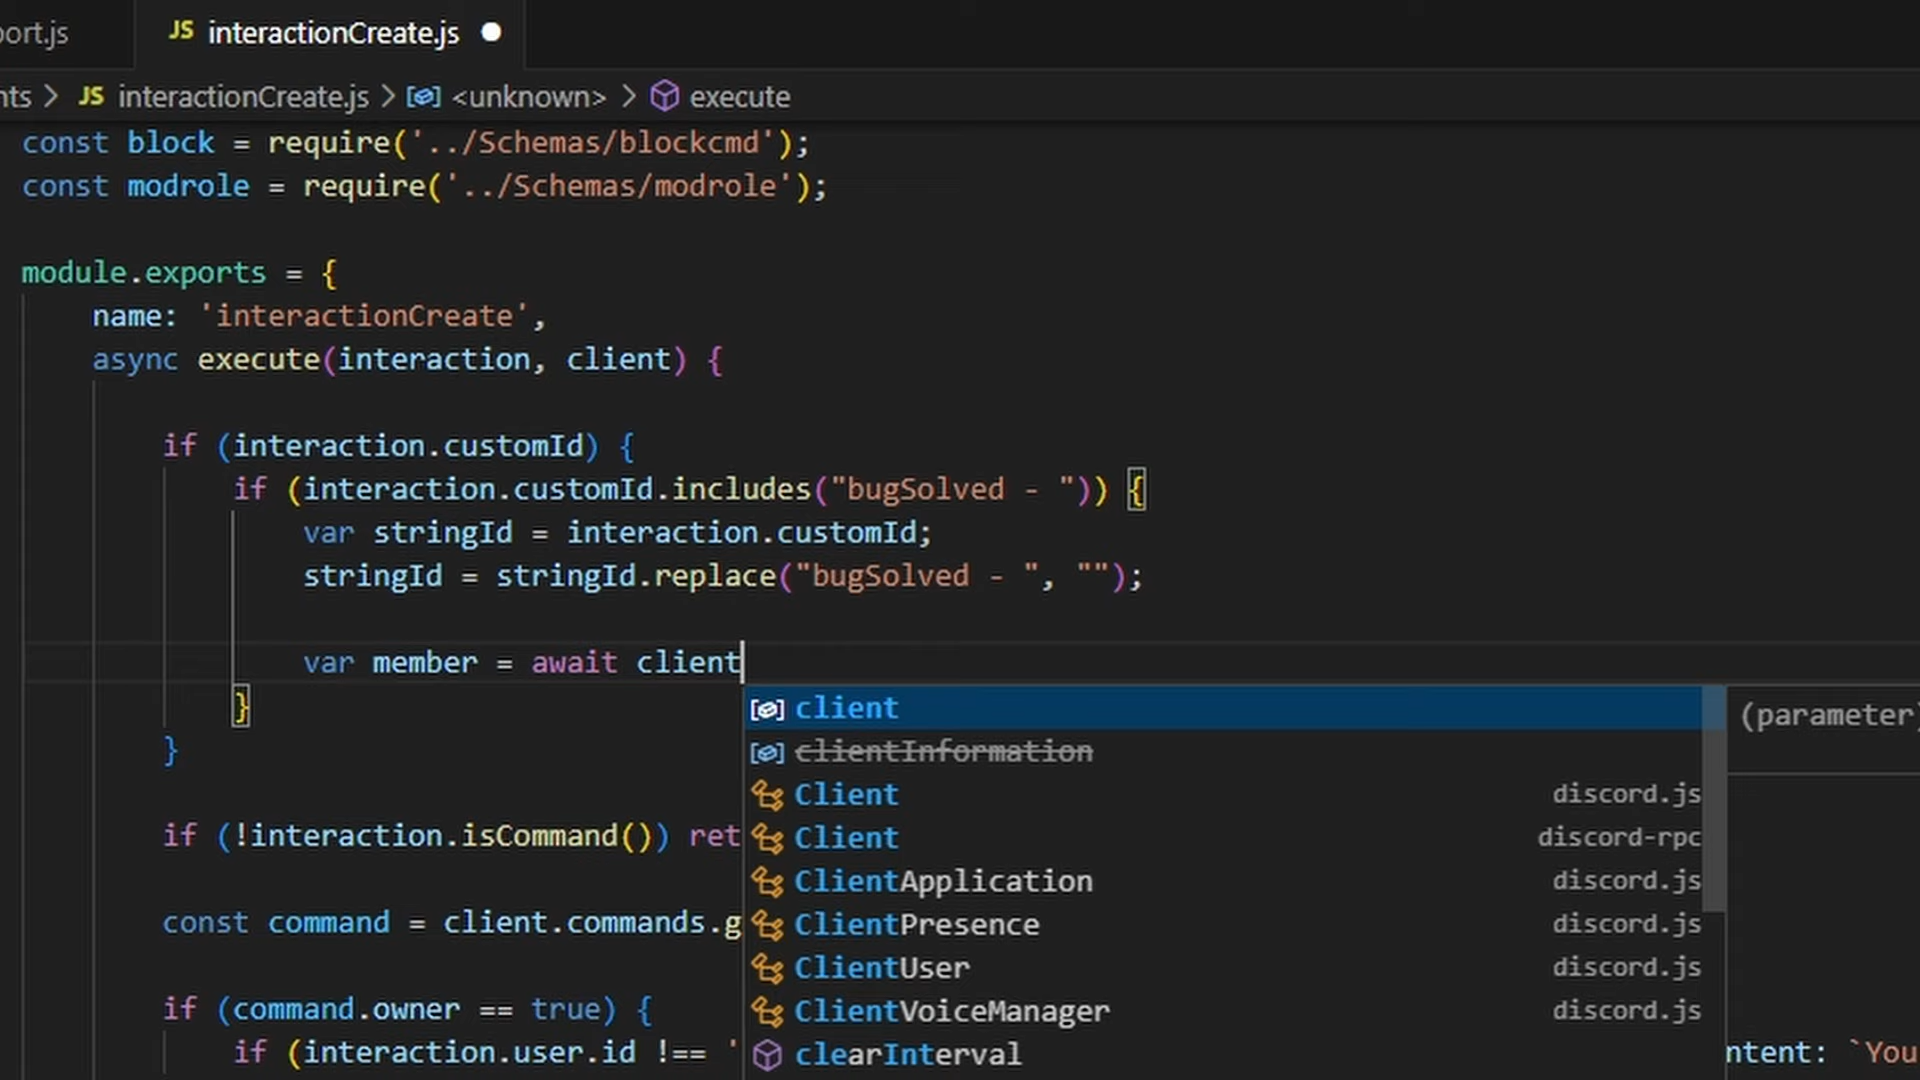 ort.js JS interactionCreate.js
nts > JS interactionCreate.js > <unknown> > execute
const block = require('../Schemas/blockcmd');
const modrole = require('../Schemas/modrole');
module.exports = {
name: 'interactionCreate',
async execute(interaction, client) {
if (interaction.customId) {
if (interaction.customId.includes("bugSolved - ")) {
var stringId = interaction.customId;
stringId = stringId.replace("bugSolved - ", "");
var member = await client
}
client (parameter)
clientInformation
}
Client discord.js
if (!interaction.isCommand()) ret
Client discord-rpc
ClientApplication discord.js
const command = client.commands.g
ClientPresence discord.js
ClientUser discord.js
if (command.owner == true) {
ClientVoiceManager discord.js
if (interaction.user.id !== '
clearInterval
ntent: `You